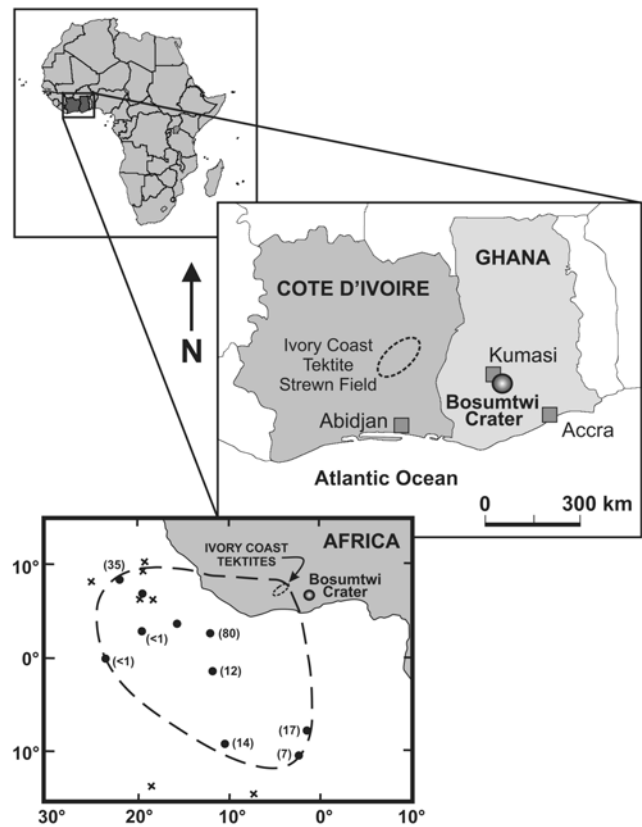 N
COTE D'IVOIRE
GHANA
Ivory Coast
Tektite
Strewn Field
Kumasi
Bosumtwi
Crater
Abidjan
Accra
Atlantic Ocean
0 300 km
AFRICA
IVORY COAST
TEKTITES
Bosumtwi
Crater
10°
(35)
(80)
(<1)
0°
(<1)
(12)
(17)
(14)
(7)
10°
30° 20° 10° 0° 10°